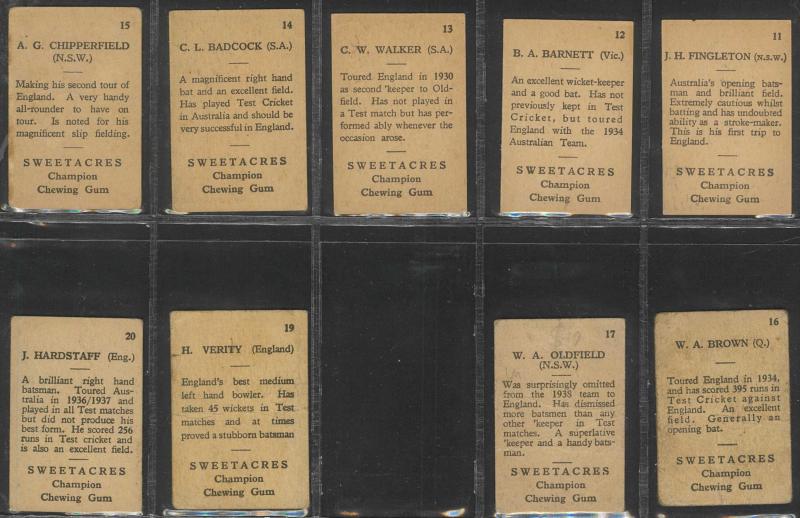 15
A. G. CHIPPERFIELD
(N.S.W.)
Making his second tour of
England. A very handy
all-rounder to have on
tour. Is noted for his
magnificent slip fielding.
SWEETACRES
Champion
Chewing Gum
14
C. L. BADCOCK (S.A.)
A magnificent right hand
bat and an excellent field.
Has played Test Cricket
in Australia and should be
very successful in England.
SWEETACRES
Champion
Chewing Gum
13
C. W. WALKER (S.A.)
Toured England in 1930
as second 'keeper to Old-
field. Has not played in
a Test match but has per-
formed ably whenever the
occasion arose.
SWEETACRES
Champion
Chewing Gum
12
B. A. BARNETT (Vic.)
An excellent wicket-keeper
and a good bat. Has not
previously kept in Test
Cricket, but toured
England with the 1934
Australian Team.
SWEETACRES
Champion
Chewing Gum
11
J. H. FINGLETON (N.S.W.)
Australia's opening bats-
man and brilliant field.
Extremely cautious whilst
batting and has undoubted
ability as a stroke-maker.
This is his first trip to
England.
SWEETACRES
Champion
Chewing Gum
20
J. HARDSTAFF (Eng.)
A brilliant right hand
batsman. Toured Aus-
tralia in 1936/1937 and
played in all Test matches
but did not produce his
best form. He scored 256
runs in Test cricket and
is also an excellent field.
SWEETACRES
Champion
Chewing Gum
19
H. VERITY (England)
England's best medium
left hand bowler. Has
taken 45 wickets in Test
matches and at times
proved a stubborn batsman
SWEETACRES
Champion
Chewing Gum
17
W. A. OLDFIELD
(N.S.W.)
Was surprisingly omitted
from the 1938 team to
England. Has dismissed
more batsmen than any
other 'keeper in Test
matches. A superlative
'keeper and a handy bats-
man.
SWEETACRES
Champion
Chewing Gum
16
W. A. BROWN (Q.)
Toured England in 1934,
and has scored 395 runs in
Test Cricket against
England. An excellent
field. Generally an
opening bat.
SWEETACRES
Champion
Chewing Gum